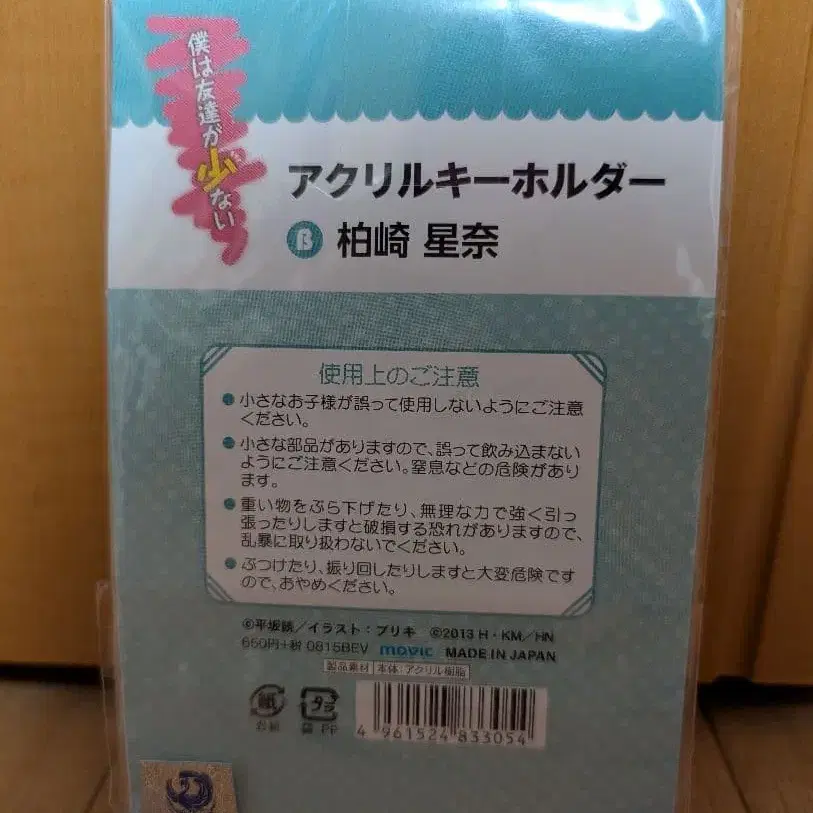 僕は友達が少ない
アクリルキーホルダー
B 柏崎 星奈
使用上のご注意
●小さなお子様が誤って使用しないようにご注意
ください。
●小さな部品がありますので、誤って飲み込まない
ようにご注意ください。窒息などの危険があり
ます。
●重い物をぶら下げたり、無理な力で強く引っ
張ったりしますと破損する恐れがありますので、
乱暴に取り扱わないでください。
●ぶつけたり、振り回したりしますと大変危険です
ので、おやめください。
©平坂読／イラスト：ブリキ ©2013 H・KM／HN
650円+税 0815BEV movic MADE IN JAPAN
製品素材 本体：アクリル樹脂
紙 プラ
台紙 袋 PP
4 961524 833054